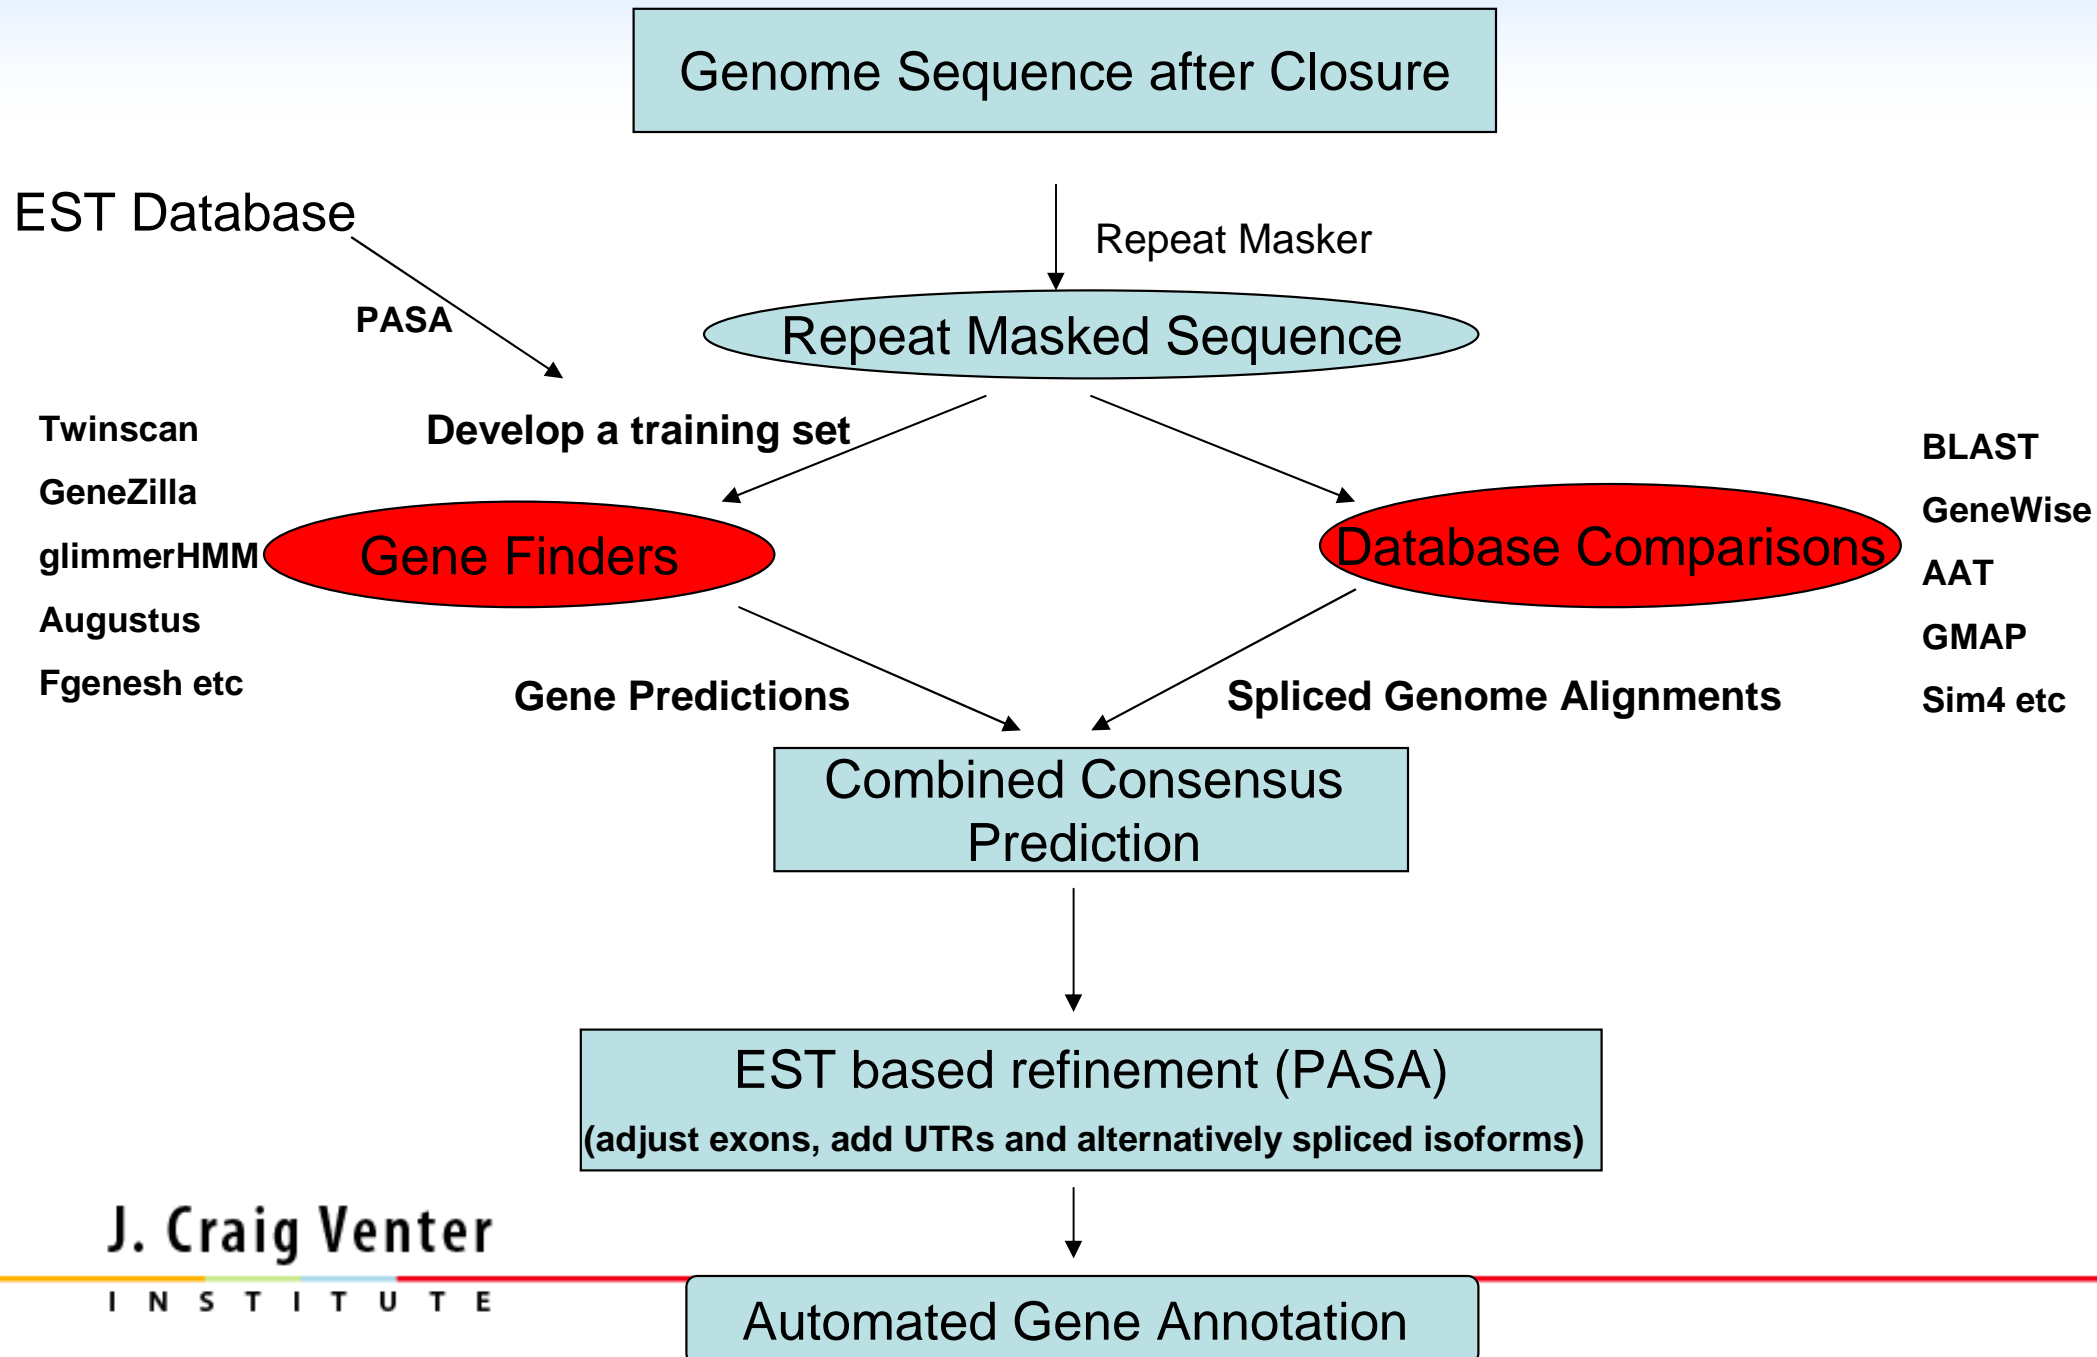 Genome Sequence after Closure
EST Database
Repeat Masker
PASA
Repeat Masked Sequence
Develop a training set
Twinscan
GeneZilla
glimmerHMM
Augustus
Fgenesh etc
Gene Finders
Database Comparisons
BLAST
GeneWise
AAT
GMAP
Sim4 etc
Gene Predictions
Spliced Genome Alignments
Combined Consensus
Prediction
EST based refinement (PASA)
(adjust exons, add UTRs and alternatively spliced isoforms)
J. Craig Venter
INSTITUTE
Automated Gene Annotation